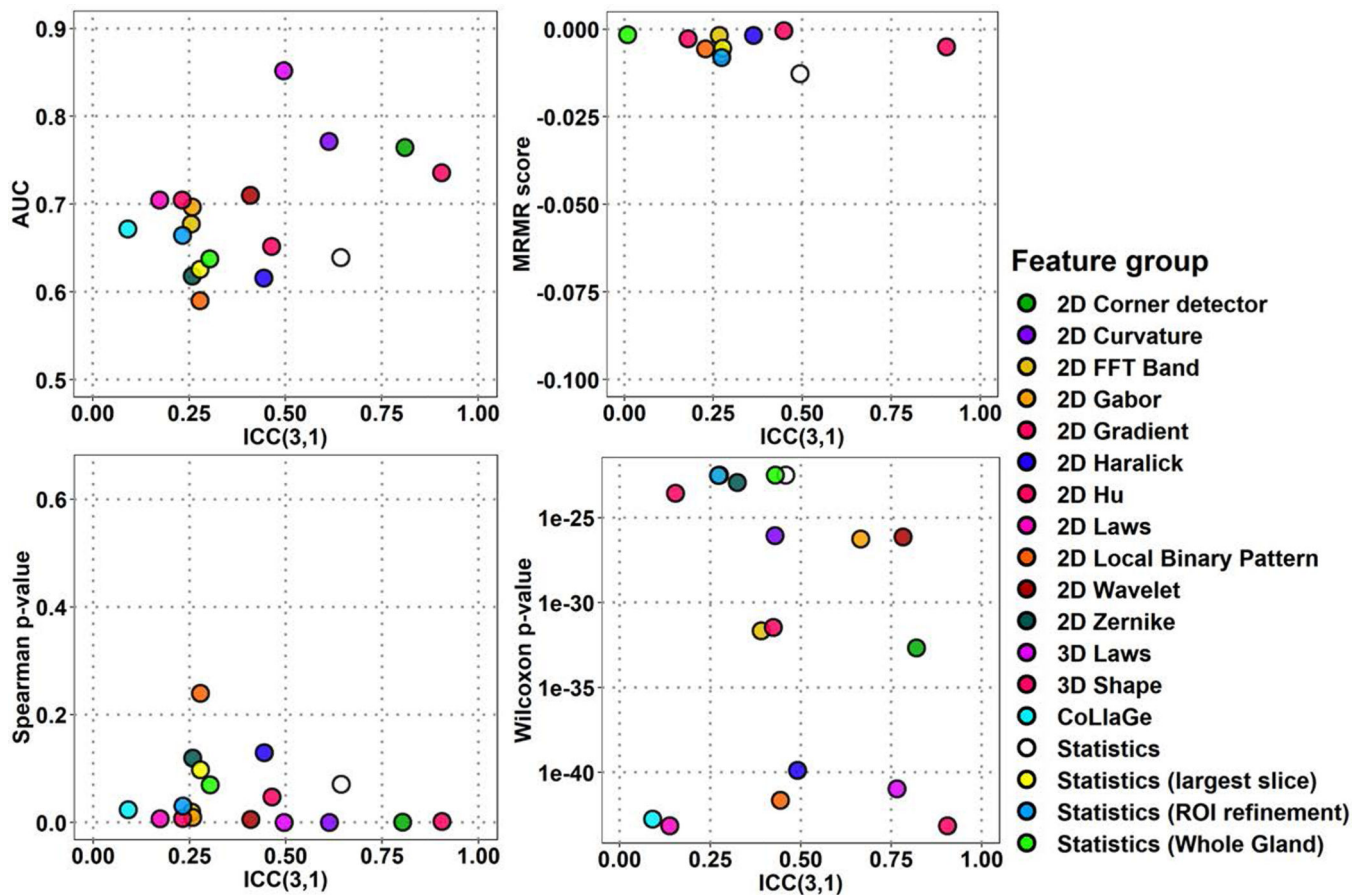 0.9
0.8
0.7
0.6
0.5
AUC
0.00 0.25 0.50 0.75 1.00
ICC(3,1)
0.000
-0.025
-0.050
-0.075
-0.100
MRMR score
0.00 0.25 0.50 0.75 1.00
ICC(3,1)
0.6
0.4
0.2
0.0
Spearman p-value
0.00 0.25 0.50 0.75 1.00
ICC(3,1)
1e-25
1e-30
1e-35
1e-40
Wilcoxon p-value
0.00 0.25 0.50 0.75 1.00
ICC(3,1)
Feature group
2D Corner detector
2D Curvature
2D FFT Band
2D Gabor
2D Gradient
2D Haralick
2D Hu
2D Laws
2D Local Binary Pattern
2D Wavelet
2D Zernike
3D Laws
3D Shape
CoLlaGe
Statistics
Statistics (largest slice)
Statistics (ROI refinement)
Statistics (Whole Gland)